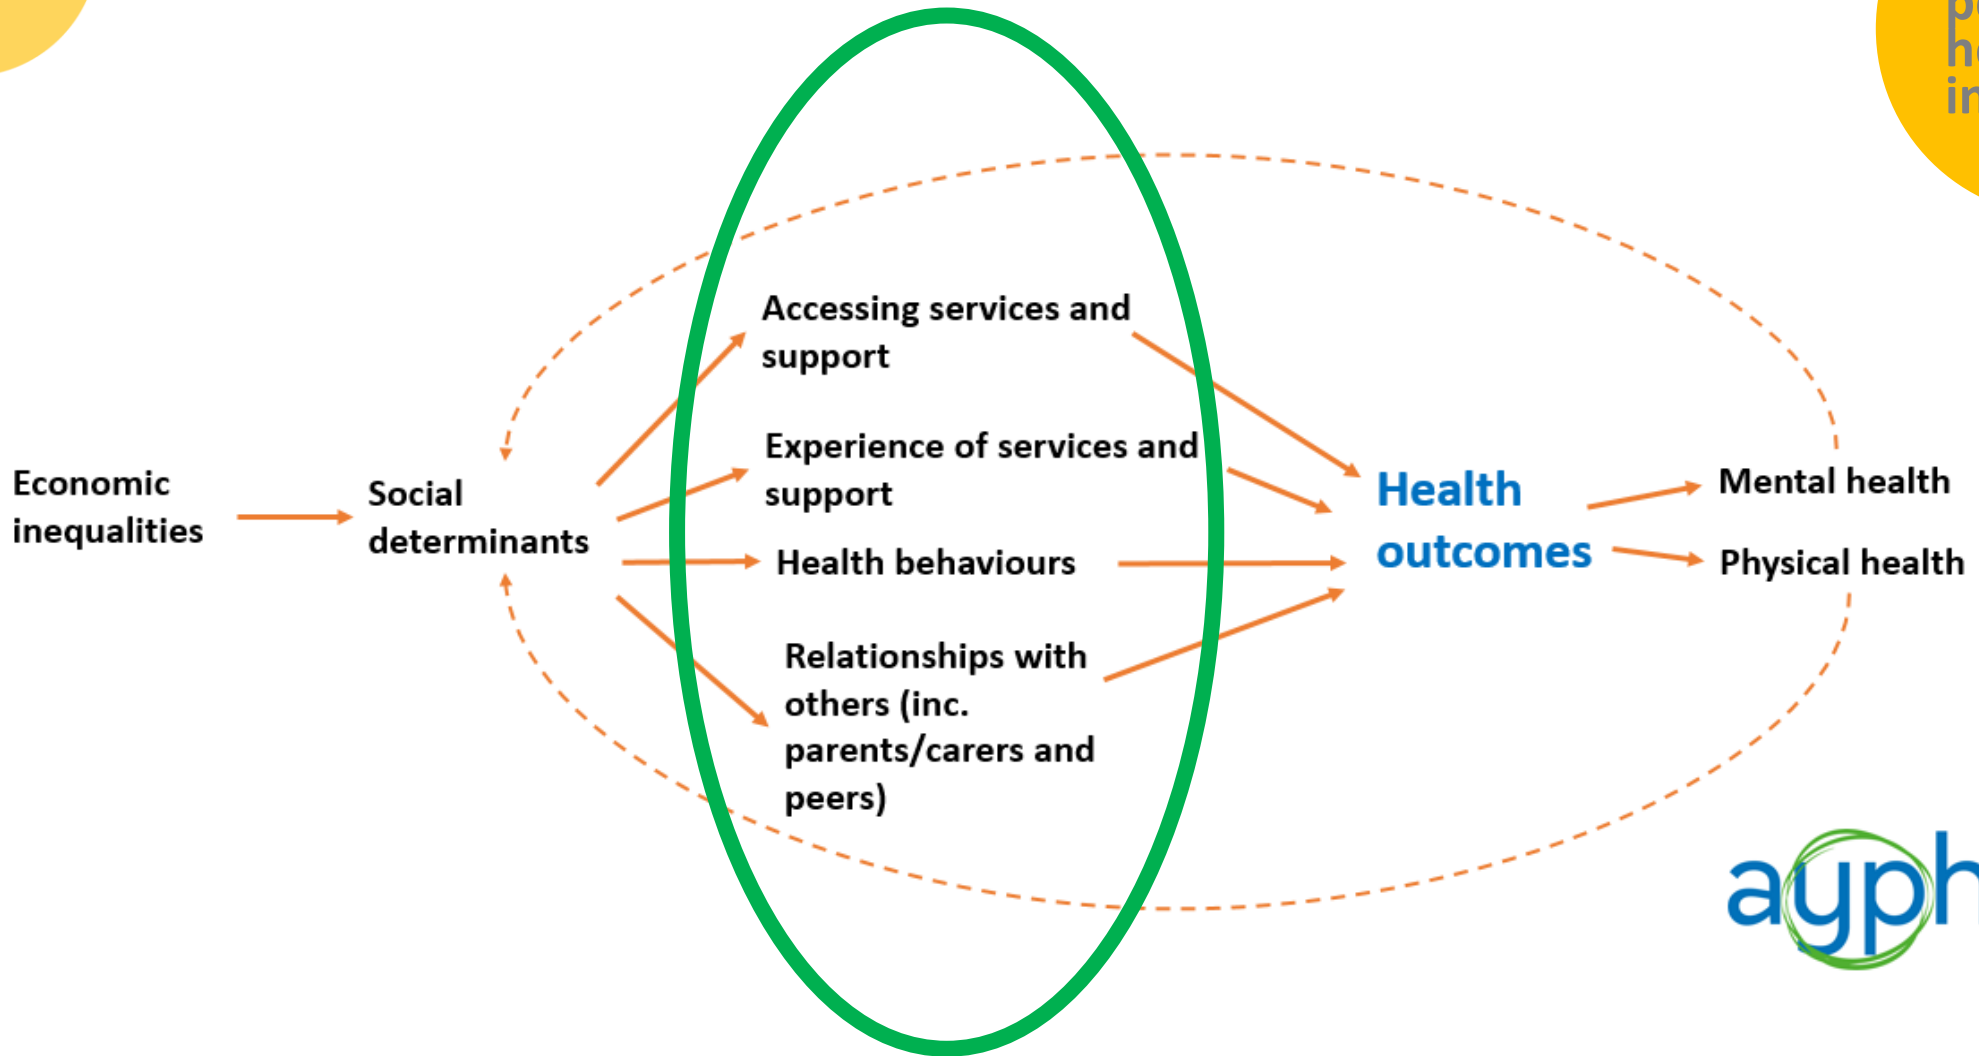 Economic
inequalities
Social
determinants
Accessing services and
support
Experience of services and
support
Health behaviours
Relationships with
others (inc.
parents/carers and
peers)
Health
outcomes
Mental health
Physical health
ayph